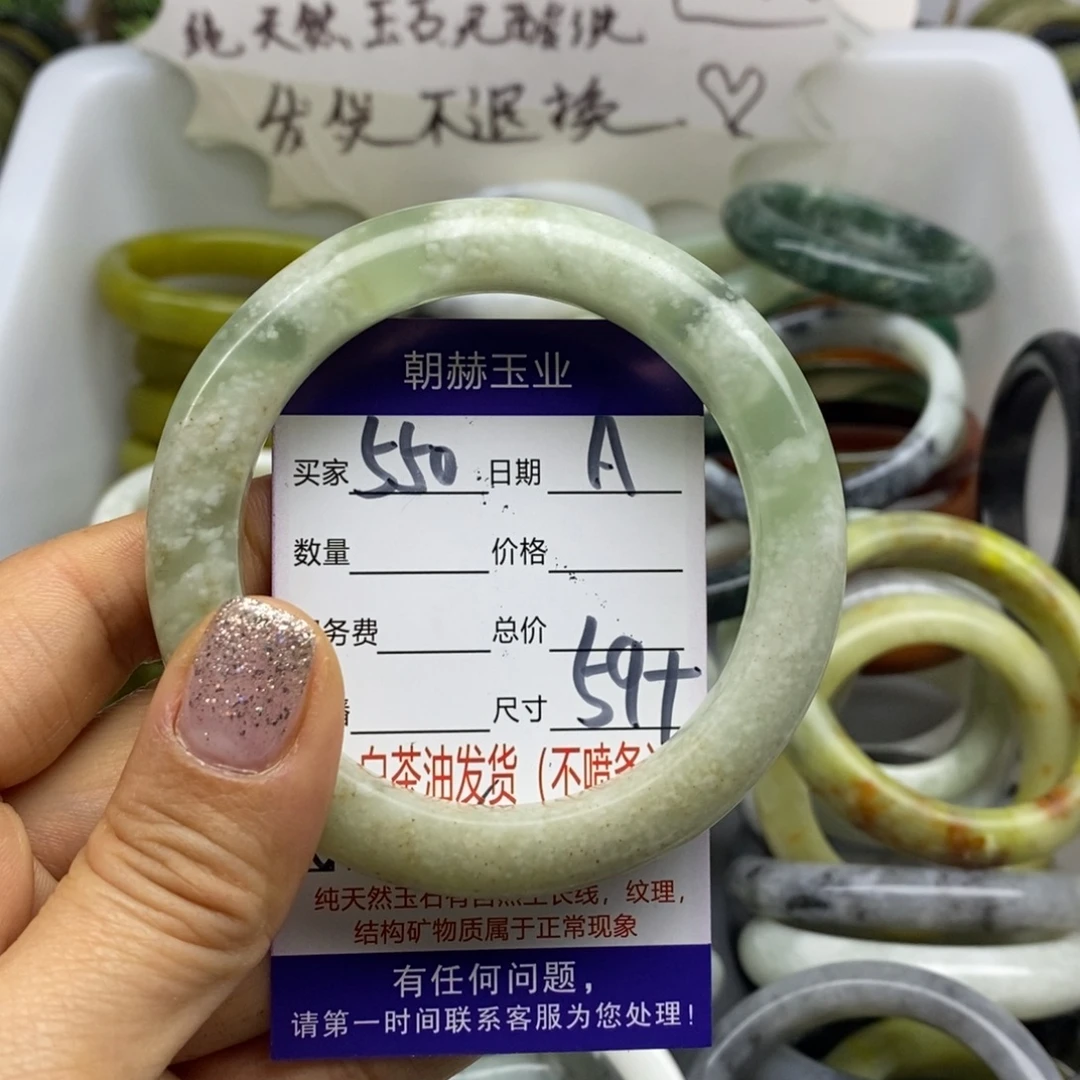 纯天然玉石无酸洗
发货不退换
朝赫玉业
买家 550 日期 A
数量 价格
务费 总价
尺寸 59+
白茶油发货（不喷条
纯天然玉石有自然生长线，纹理，
结构矿物质属于正常现象
有任何问题，
请第一时间联系客服为您处理！